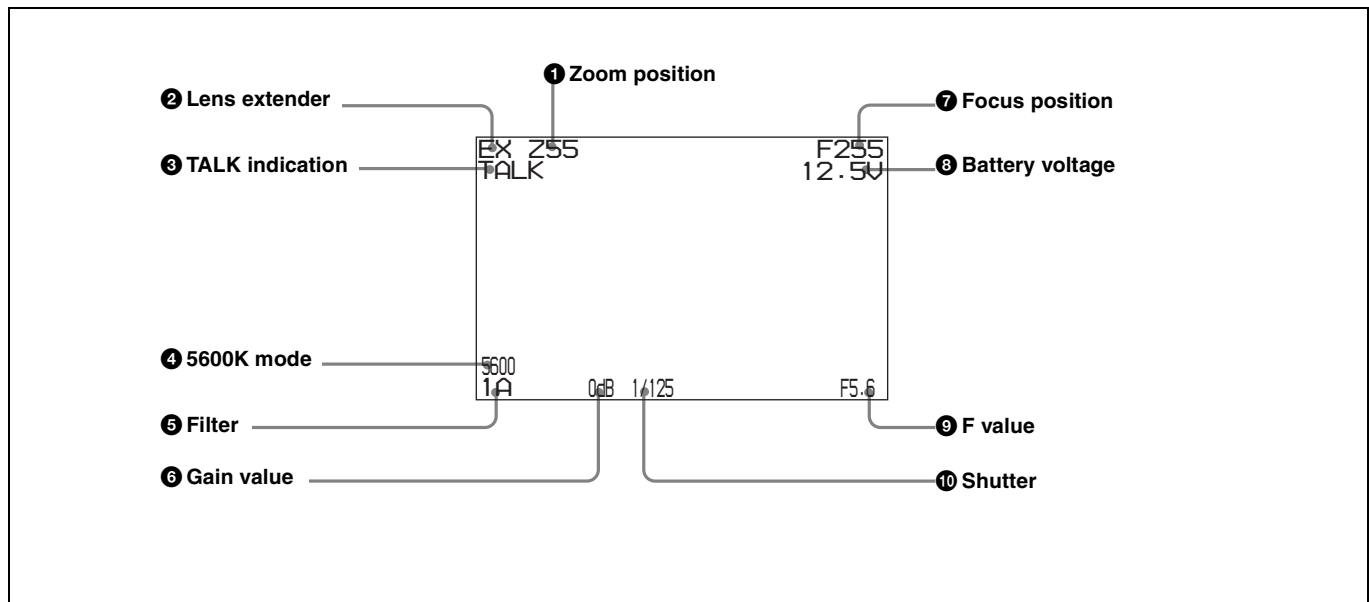 ❶ Zoom position
❷ Lens extender
❼ Focus position
EX Z55
F255
❸ TALK indication
TALK
12.5V
❽ Battery voltage
❹ 5600K mode
5600
1A
0dB
1/125
F5.6
❺ Filter
❾ F value
❻ Gain value
❿ Shutter